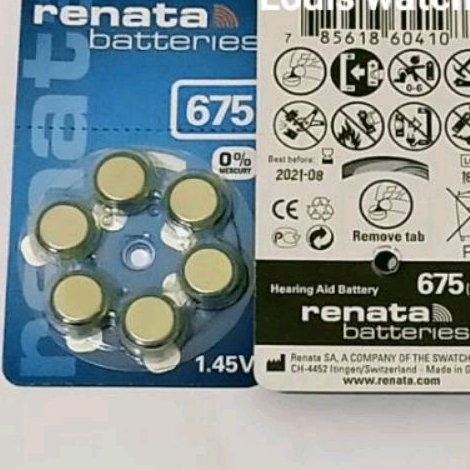 renata
batteries
675
0%
MERCURY
1.45V
renata
Louis Watch
7 85618 60410
0-6
Best before:
2021-08
CE
Remove tab
Hearing Aid Battery 675
renata
batteries
Renata SA, A COMPANY OF THE SWATCH
CH-4452 Itingen/Switzerland - Made in
www.renata.com